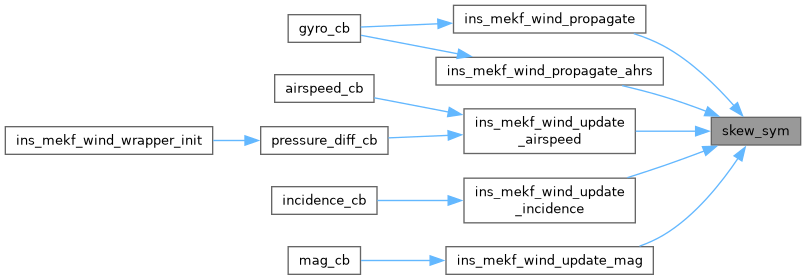 ins_mekf_wind_propagate
gyro_cb
ins_mekf_wind_propagate_ahrs
airspeed_cb
ins_mekf_wind_update
_airspeed
skew_sym
ins_mekf_wind_wrapper_init
pressure_diff_cb
ins_mekf_wind_update
_incidence
incidence_cb
mag_cb
ins_mekf_wind_update_mag